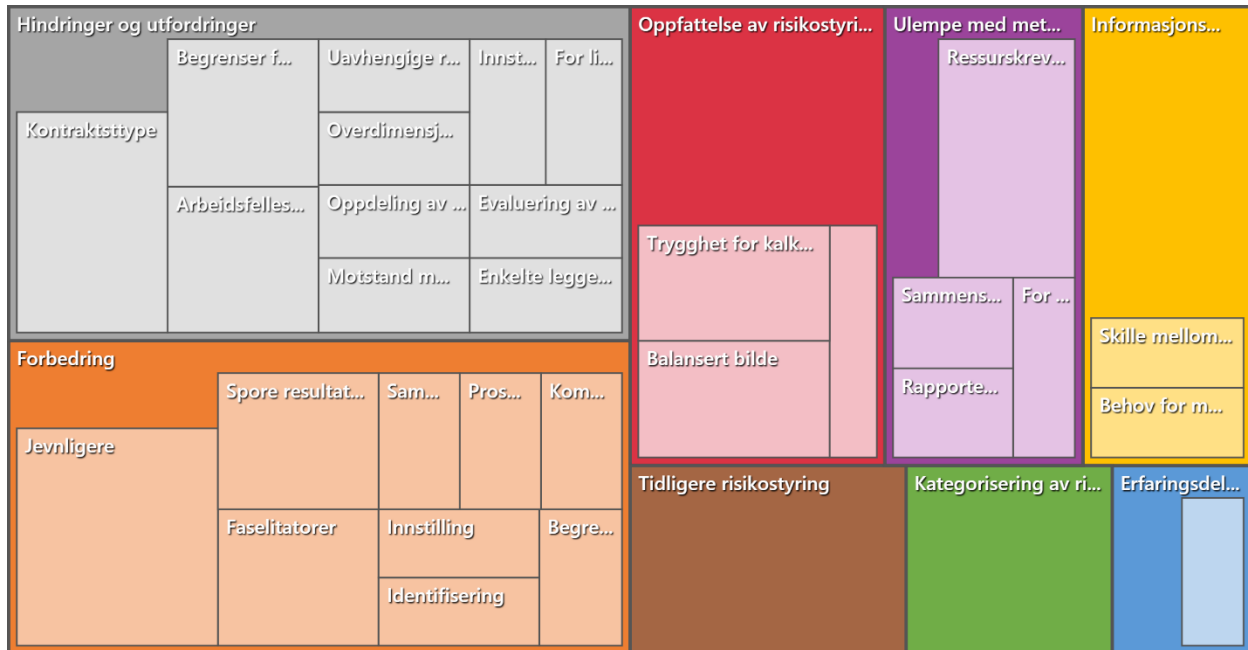 Hindringer og utfordringer
Kontraktsttype
Begrenser f...
Arbeidsfelles...
Uavhengige r...
Overdimensj...
Oppdeling av ...
Motstand m...
Innst...
For li...
Evaluering av ...
Enkelte legge...
Forbedring
Jevnligere
Spore resultat...
Faselitatorer
Sam...
Pros...
Kom...
Innstilling
Identifisering
Begre...
Oppfattelse av risikostyri...
Trygghet for kalk...
Balansert bilde
Ulempe med met...
Ressurskrev...
Sammens...
Rapporte...
For ...
Informasjons...
Skille mellom...
Behov for m...
Tidligere risikostyring
Kategorisering av ri...
Erfaringsdel...